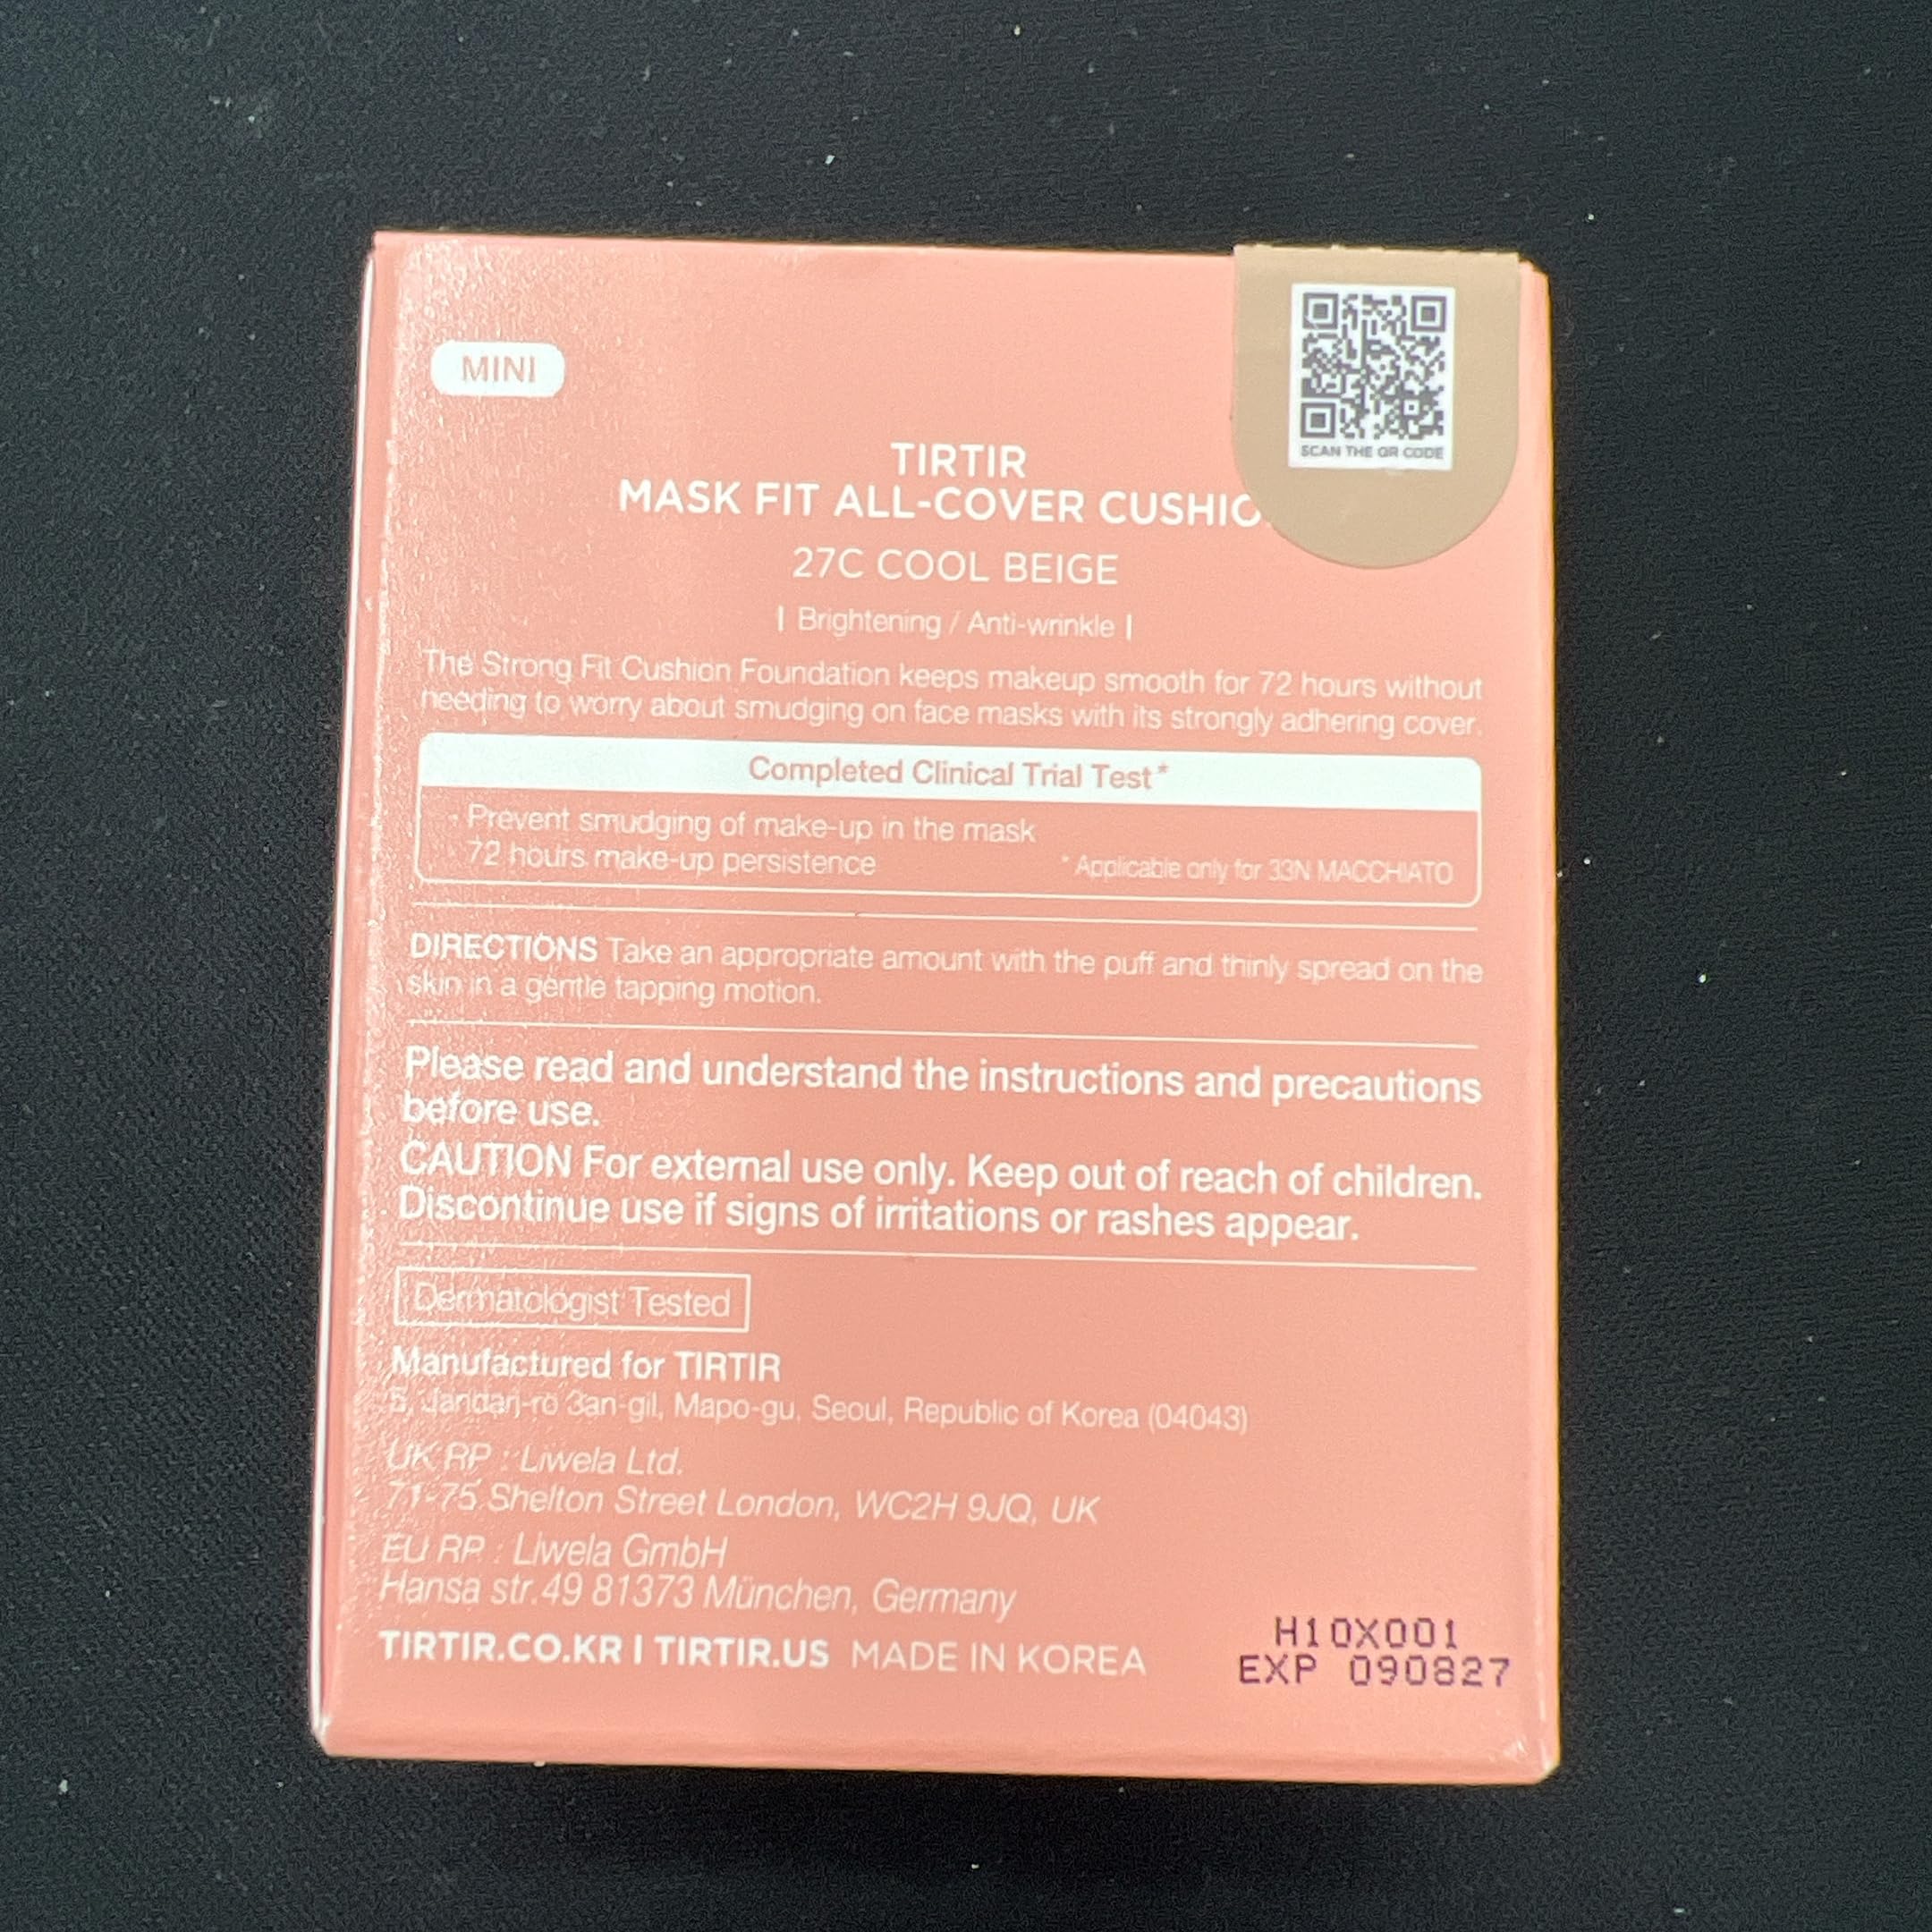 MINI
SCAN THE QR CODE
TIRTIR
MASK FIT ALL-COVER CUSHIO
27C COOL BEIGE
| Brightening / Anti-wrinkle |
The Strong Fit Cushion Foundation keeps makeup smooth for 72 hours without
needing to worry about smudging on face masks with its strongly adhering cover.
Completed Clinical Trial Test*
- Prevent smudging of make-up in the mask
72 hours make-up persistence
* Applicable only for 33N MACCHIATO
DIRECTIONS Take an appropriate amount with the puff and thinly spread on the
skin in a gentle tapping motion.
Please read and understand the instructions and precautions
before use.
CAUTION For external use only. Keep out of reach of children.
Discontinue use if signs of irritations or rashes appear.
Dermatologist Tested
Manufactured for TIRTIR
5, Jandari-ro 3an-gil, Mapo-gu, Seoul, Republic of Korea (04043)
UK RP : Liwela Ltd.
71-75 Shelton Street London, WC2H 9JQ, UK
EU RP : Liwela GmbH
Hansa str.49 81373 München, Germany
TIRTIR.CO.KR | TIRTIR.US MADE IN KOREA
H10X001
EXP 090827